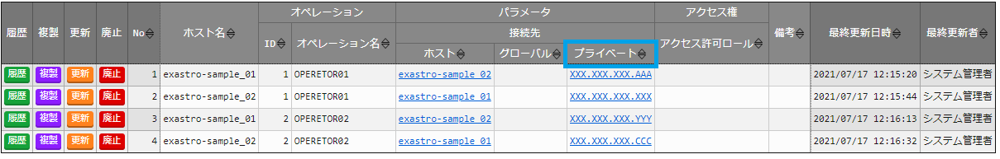 オペレーション パラメータ アクセス権
履歴 複製 更新 廃止 No ホスト名 ID オペレーション名 接続先 アクセス許可ロール 備考 最終更新日時 最終更新者
ホスト グローバル プライベート
履歴 複製 更新 廃止 1 exastro-sample_01 1 OPERETOR01 exastro-sample_02 XXX.XXX.XXX.AAA 2021/07/17 12:15:20 システム管理者
履歴 複製 更新 廃止 2 exastro-sample_02 1 OPERETOR01 exastro-sample_01 XXX.XXX.XXX.XXX 2021/07/17 12:15:44 システム管理者
履歴 複製 更新 廃止 3 exastro-sample_01 2 OPERETOR02 exastro-sample_02 XXX.XXX.XXX.YYY 2021/07/17 12:16:13 システム管理者
履歴 複製 更新 廃止 4 exastro-sample_02 2 OPERETOR02 exastro-sample_01 XXX.XXX.XXX.CCC 2021/07/17 12:16:32 システム管理者